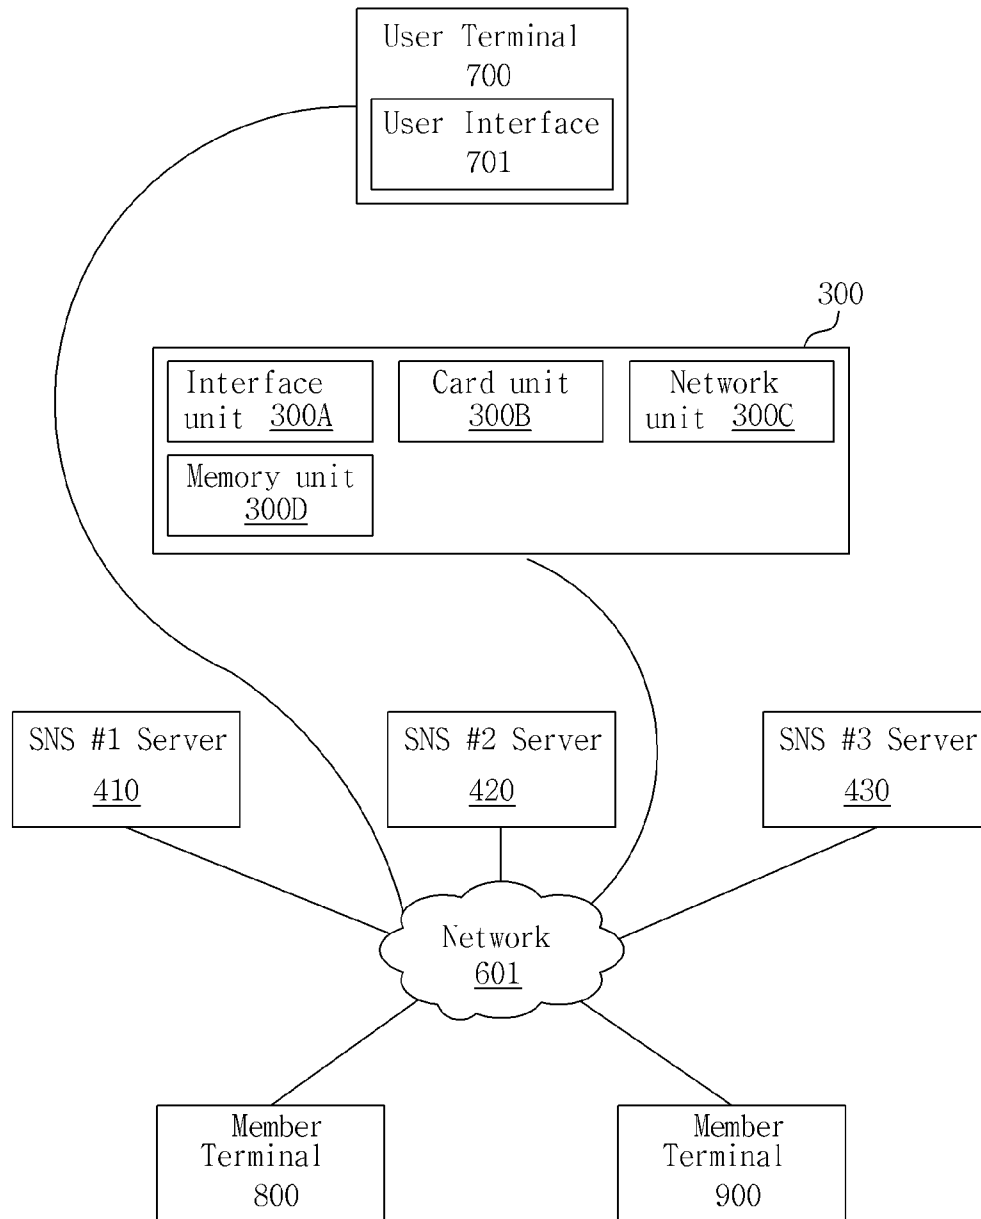 User Terminal
700
User Interface
701
300
Interface
unit 300A
Card unit
300B
Network
unit 300C
Memory unit
300D
SNS #1 Server
410
SNS #2 Server
420
SNS #3 Server
430
Network
601
Member
Terminal
800
Member
Terminal
900